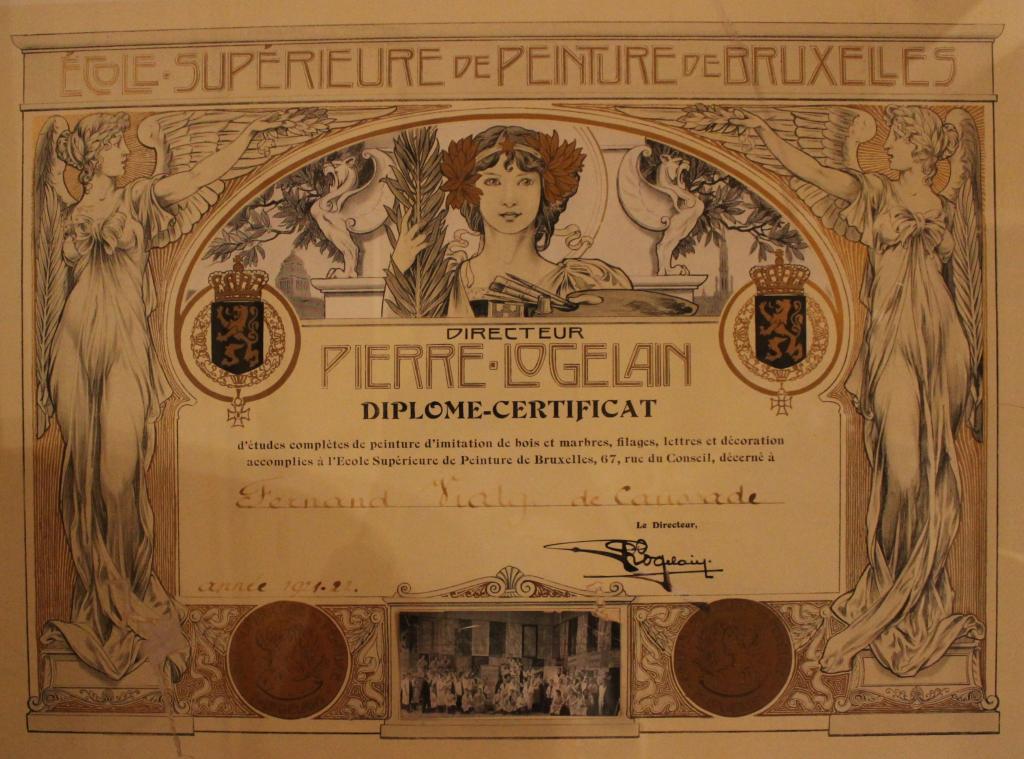 ÉCOLE·SUPÉRIEURE DE PEINTURE DE BRUXELLES
DIRECTEUR
PIERRE·LOGELAIN
DIPLOME-CERTIFICAT
d'études complètes de peinture d'imitation de bois et marbres, filages, lettres et décoration
accomplies à l'Ecole Supérieure de Peinture de Bruxelles, 67, rue du Conseil, décerné à
Fernand de Caussade
Le Directeur,
PLogelain
année 1921.22.